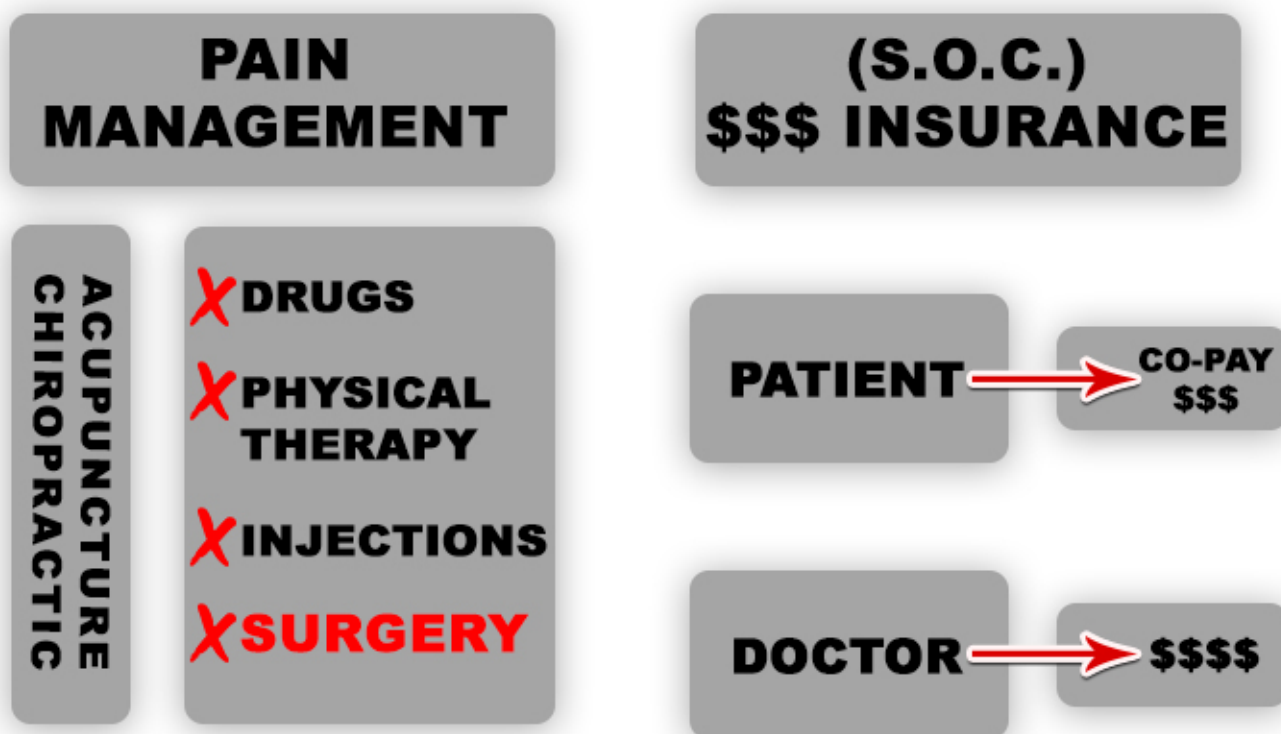 PAIN
MANAGEMENT
(S.O.C.)
$$$ INSURANCE
ACUPUNCTURE
CHIROPRACTIC
DRUGS
PHYSICAL
THERAPY
INJECTIONS
SURGERY
PATIENT
CO-PAY
$$$
DOCTOR
$$$$